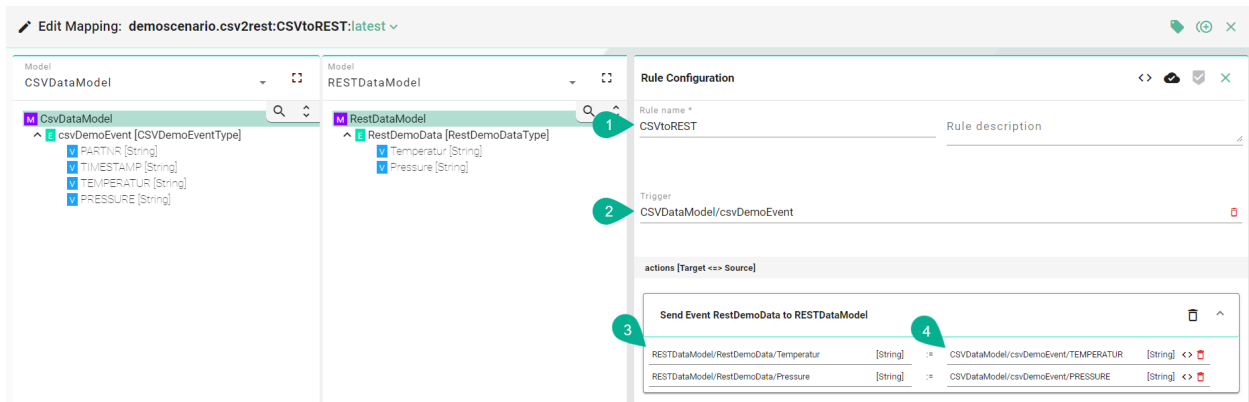 Edit Mapping: demoscenario.csv2rest:CSVtoREST:latest
Model
CSVDataModel
M CsvDataModel
E csvDemoEvent [CSVDemoEventType]
V PARTNR [String]
V TIMESTAMP [String]
V TEMPERATUR [String]
V PRESSURE [String]
Model
RESTDataModel
M RestDataModel
E RestDemoData [RestDemoDataType]
V Temperatur [String]
V Pressure [String]
Rule Configuration
Rule name *
1 CSVtoREST
Rule description
Trigger
2 CSVDataModel/csvDemoEvent
actions [Target <=> Source]
Send Event RestDemoData to RESTDataModel
3 4
RESTDataModel/RestDemoData/Temperatur [String] := CSVDataModel/csvDemoEvent/TEMPERATUR [String] <>
RESTDataModel/RestDemoData/Pressure [String] := CSVDataModel/csvDemoEvent/PRESSURE [String] <>